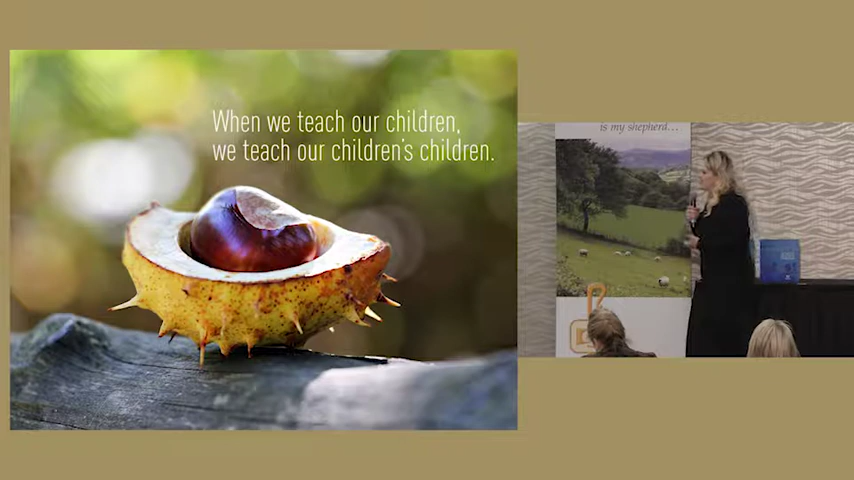 When we teach our children,
we teach our children's children.
is my shepherd...